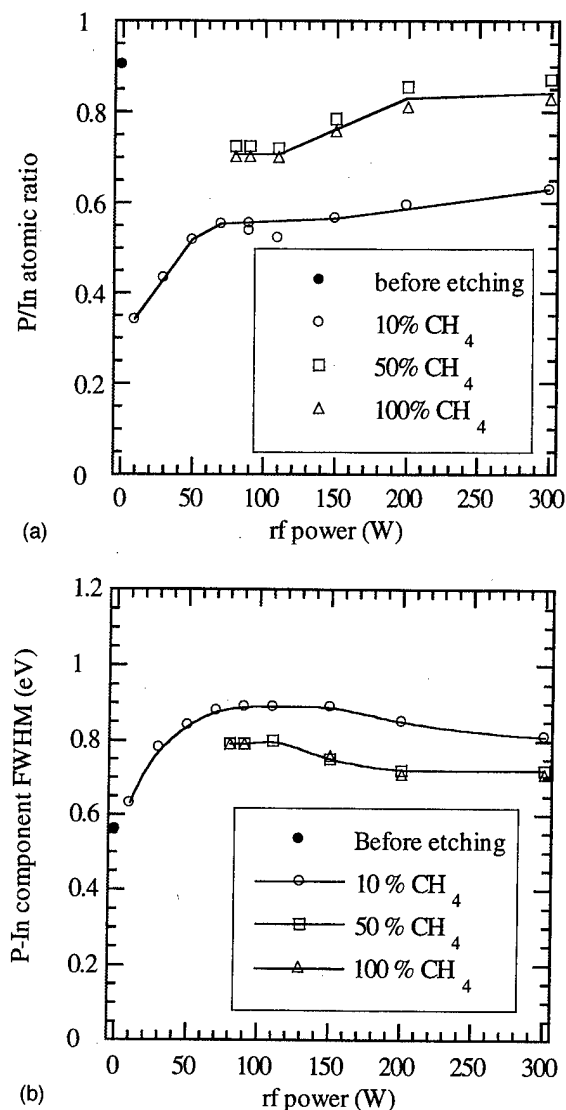 1
0.8
0.6
0.4
0.2
0
P/In atomic ratio
before etching
10% CH4
50% CH4
100% CH4
0 50 100 150 200 250 300
rf power (W)
(a)
1.2
1
0.8
0.6
0.4
0.2
0
P-In component FWHM (eV)
Before etching
10 % CH4
50 % CH4
100 % CH4
0 50 100 150 200 250 300
rf power (W)
(b)